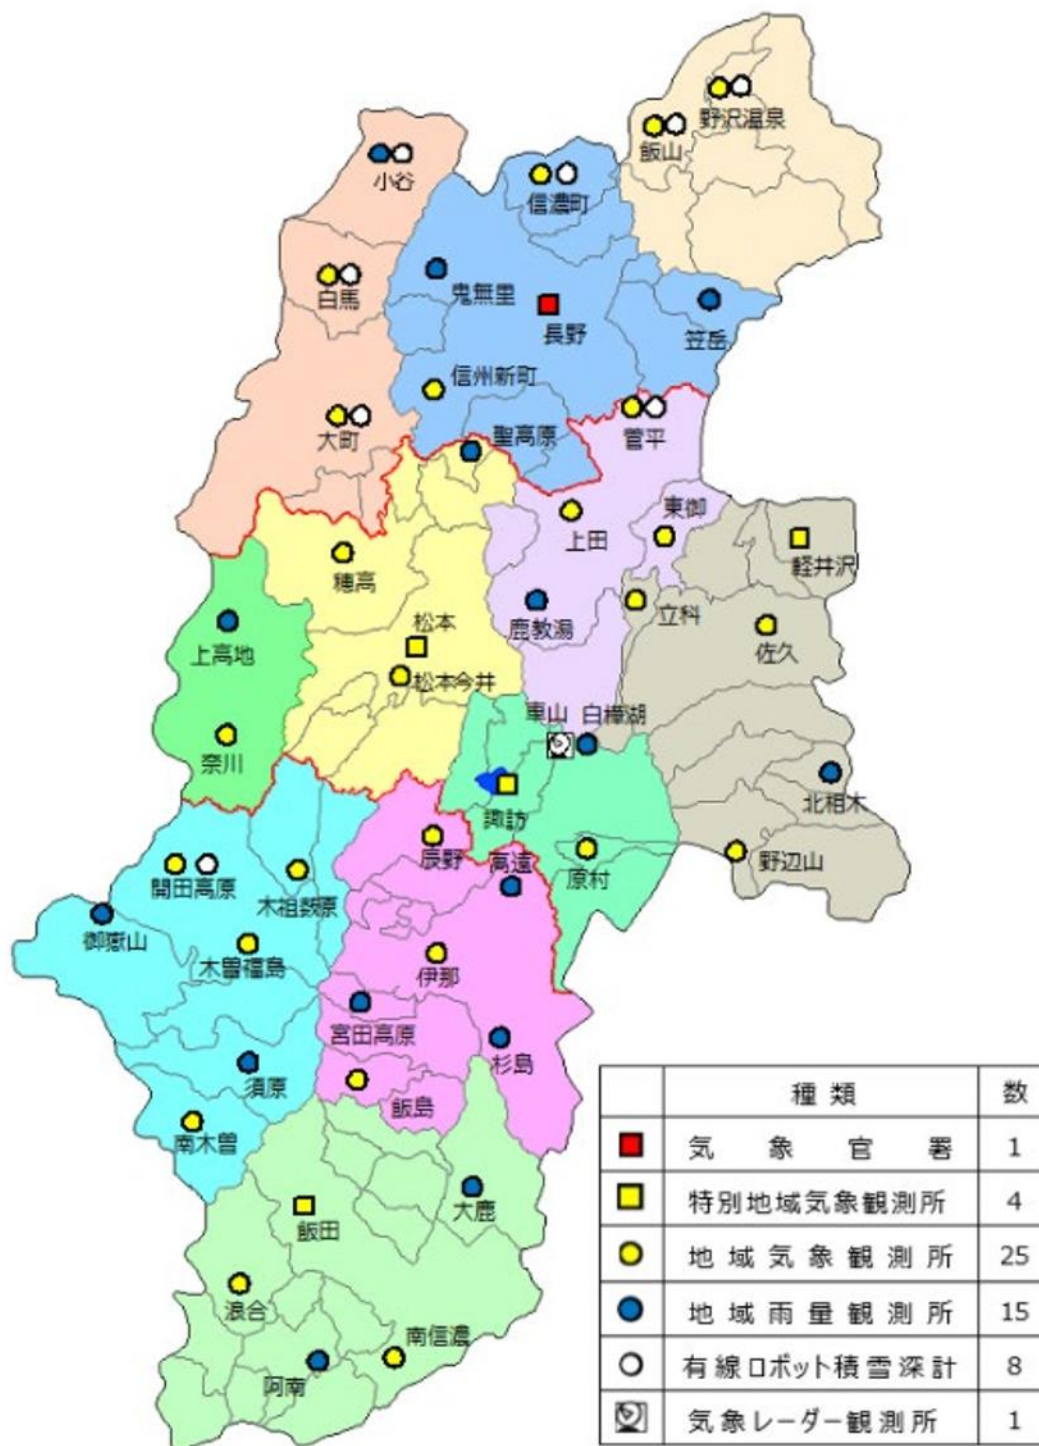 野沢温泉
飯山
小谷
信濃町
白馬
鬼無里
長野
笠岳
信州新町
大町
聖高原
菅平
上田
東御
穂高
軽井沢
鹿教湯
立科
佐久
松本
上高地
松本今井
車山
白樺湖
奈川
北相木
諏訪
辰野
高遠
原村
野辺山
開田高原
木祖薮原
御嶽山
木曽福島
伊那
宮田高原
杉島
須原
飯島
南木曽
大鹿
飯田
浪合
南信濃
阿南
種類 数
気象官署 1
特別地域気象観測所 4
地域気象観測所 25
地域雨量観測所 15
有線ロボット積雪深計 8
気象レーダー観測所 1